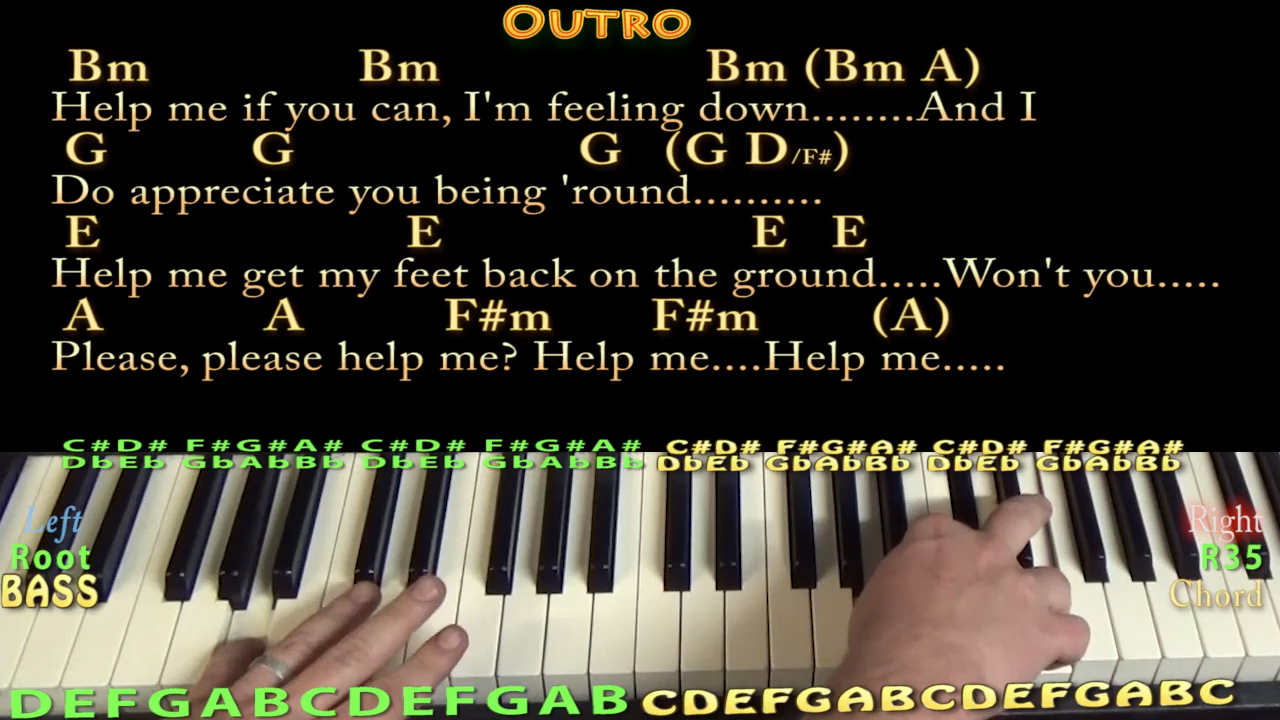 OUTRO
Bm Bm Bm (Bm A)
Help me if you can, I'm feeling down........And I
G G G (G D/F#)
Do appreciate you being 'round..........
E E E E
Help me get my feet back on the ground.....Won't you.....
A A F#m F#m (A)
Please, please help me? Help me....Help me.....
C#D# F#G#A# C#D# F#G#A# C#D# F#G#A# C#D# F#G#A#
DbEb GbAbBb DbEb GbAbBb DbEb GbAbBb DbEb GbAbBb
Left
Root
BASS
Right
R35
Chord
DEFGABCDEFGAB CDEFGABCDEFGABC